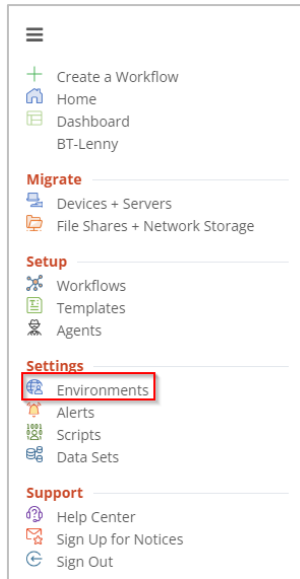 Create a Workflow
Home
Dashboard
BT-Lenny
Migrate
Devices + Servers
File Shares + Network Storage
Setup
Workflows
Templates
Agents
Settings
Environments
Alerts
Scripts
Data Sets
Support
Help Center
Sign Up for Notices
Sign Out